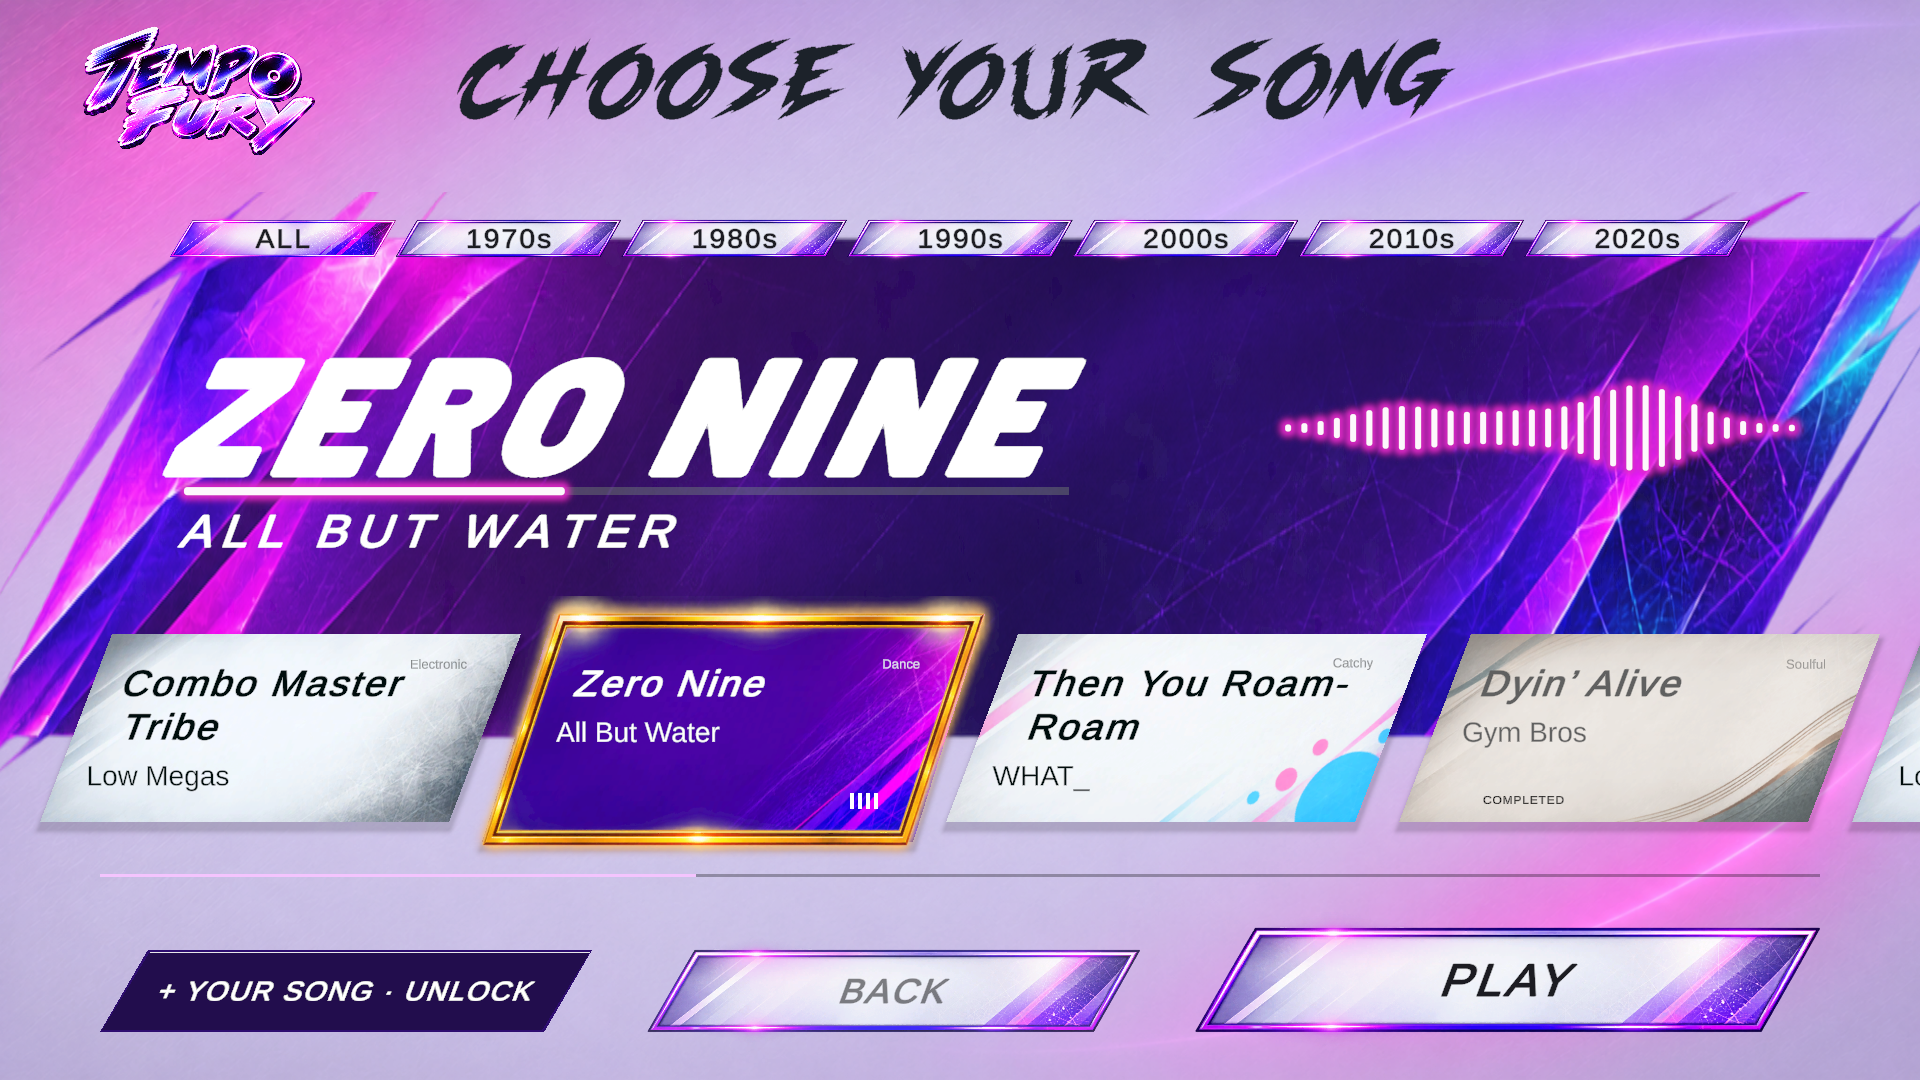 TEMPO
FURY
CHOOSE YOUR SONG
ALL
1970s
1980s
1990s
2000s
2010s
2020s
ZERO NINE
ALL BUT WATER
Combo Master
Tribe
Electronic
Low Megas
Zero Nine
Dance
All But Water
Then You Roam-
Roam
Catchy
WHAT_
Dyin’ Alive
Soulful
Gym Bros
COMPLETED
+ YOUR SONG · UNLOCK
BACK
PLAY